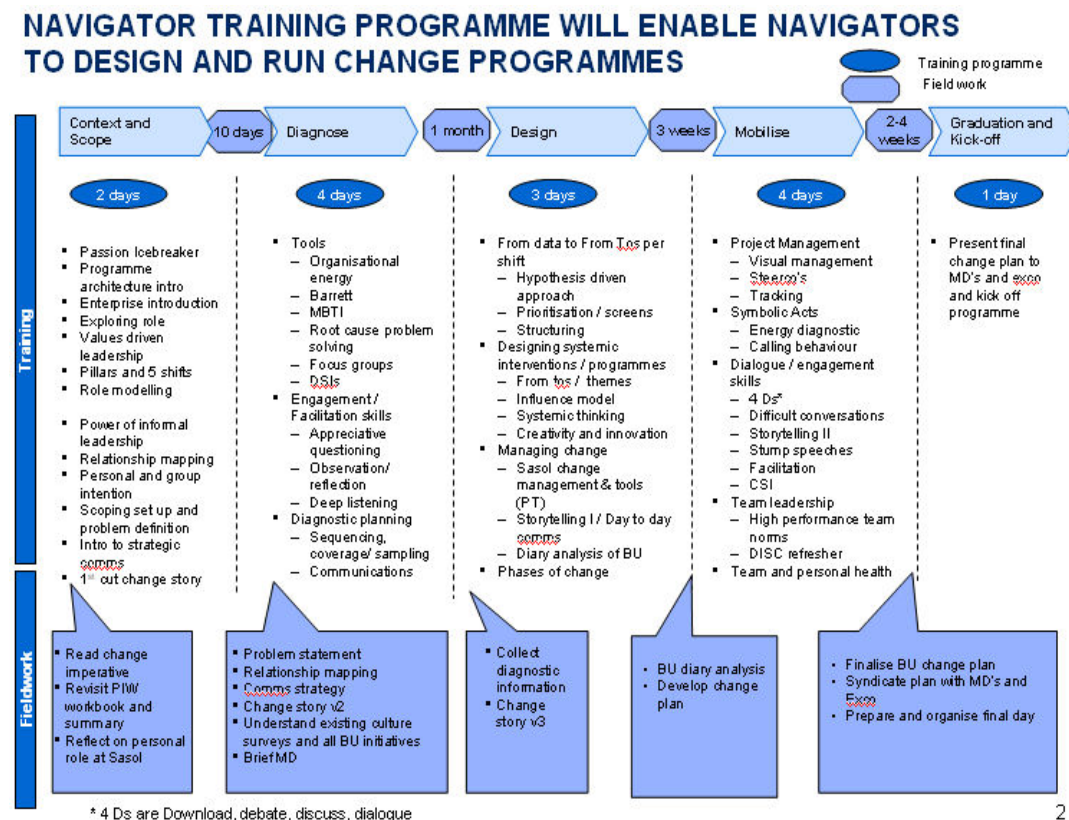 NAVIGATOR TRAINING PROGRAMME WILL ENABLE NAVIGATORS
TO DESIGN AND RUN CHANGE PROGRAMMES
Training programme
Field work
Context and
Scope
10 days
Diagnose
1 month
Design
3 weeks
Mobilise
2-4
weeks
Graduation and
Kick-off
Training
2 days
▪ Passion Icebreaker
▪ Programme
architecture intro
▪ Enterprise introduction
▪ Exploring role
▪ Values driven
leadership
▪ Pillars and 5 shifts
▪ Role modelling
▪ Power of informal
leadership
▪ Relationship mapping
▪ Personal and group
intention
▪ Scoping set up and
problem definition
▪ Intro to strategic
comms
▪ 1st cut change story
4 days
▪ Tools
– Organisational
energy
– Barrett
– MBTI
– Root cause problem
solving
– Focus groups
– DSIs
▪ Engagement /
Facilitation skills
– Appreciative
questioning
– Observation/
reflection
– Deep listening
▪ Diagnostic planning
– Sequencing,
coverage/ sampling
– Communications
3 days
▪ From data to From Tos per
shift
– Hypothesis driven
approach
– Prioritisation / screens
– Structuring
▪ Designing systemic
interventions / programmes
– From tos / themes
– Influence model
– Systemic thinking
– Creativity and innovation
▪ Managing change
– Sasol change
management & tools
(PT)
– Storytelling I / Day to day
comms
– Diary analysis of BU
▪ Phases of change
4 days
▪ Project Management
– Visual management
– Steerco's
– Tracking
▪ Symbolic Acts
– Energy diagnostic
– Calling behaviour
▪ Dialogue / engagement
skills
– 4 Ds*
– Difficult conversations
– Storytelling II
– Stump speeches
– Facilitation
– CSI
▪ Team leadership
– High performance team
norms
– DISC refresher
▪ Team and personal health
1 day
▪ Present final
change plan to
MD's and exco
and kick off
programme
Fieldwork
▪ Read change
imperative
▪ Revisit PIW
workbook and
summary
▪ Reflect on personal
role at Sasol
▪ Problem statement
▪ Relationship mapping
▪ Comms strategy
▪ Change story v2
▪ Understand existing culture
surveys and all BU initiatives
▪ Brief MD
▪ Collect
diagnostic
information
▪ Change
story v3
• BU diary analysis
• Develop change
plan
• Finalise BU change plan
• Syndicate plan with MD's and
Exco
• Prepare and organise final day
* 4 Ds are Download, debate, discuss, dialogue
2